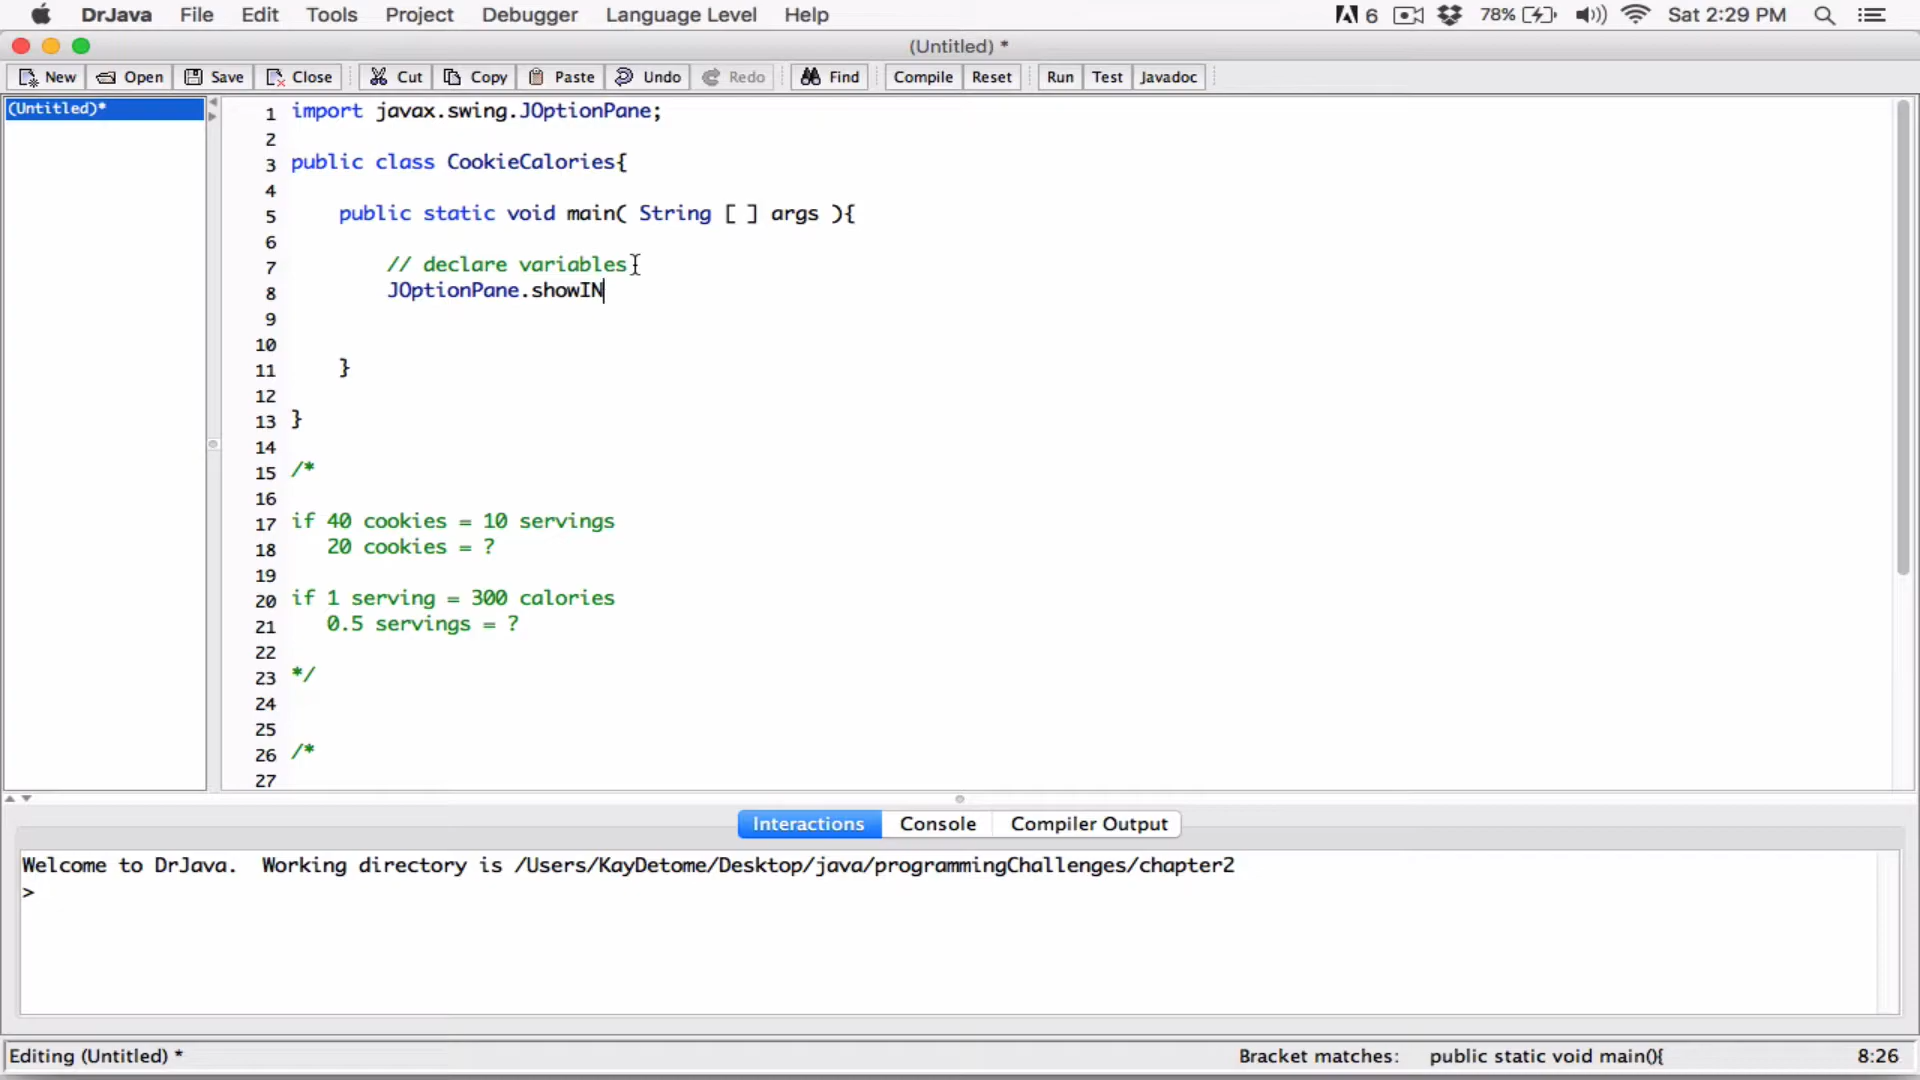 DrJava File Edit Tools Project Debugger Language Level Help 6 78% Sat 2:29 PM
(Untitled) *
New Open Save Close Cut Copy Paste Undo Redo Find Compile Reset Run Test Javadoc
(Untitled)*
1 import javax.swing.JOptionPane;
2
3 public class CookieCalories{
4
5 public static void main( String [ ] args ){
6
7 // declare variables
8 JOptionPane.showIN
9
10
11 }
12
13 }
14
15 /*
16
17 if 40 cookies = 10 servings
18 20 cookies = ?
19
20 if 1 serving = 300 calories
21 0.5 servings = ?
22
23 */
24
25
26 /*
27
Interactions Console Compiler Output
Welcome to DrJava. Working directory is /Users/KayDetome/Desktop/java/programmingChallenges/chapter2
>
Editing (Untitled) * Bracket matches: public static void main(){ 8:26